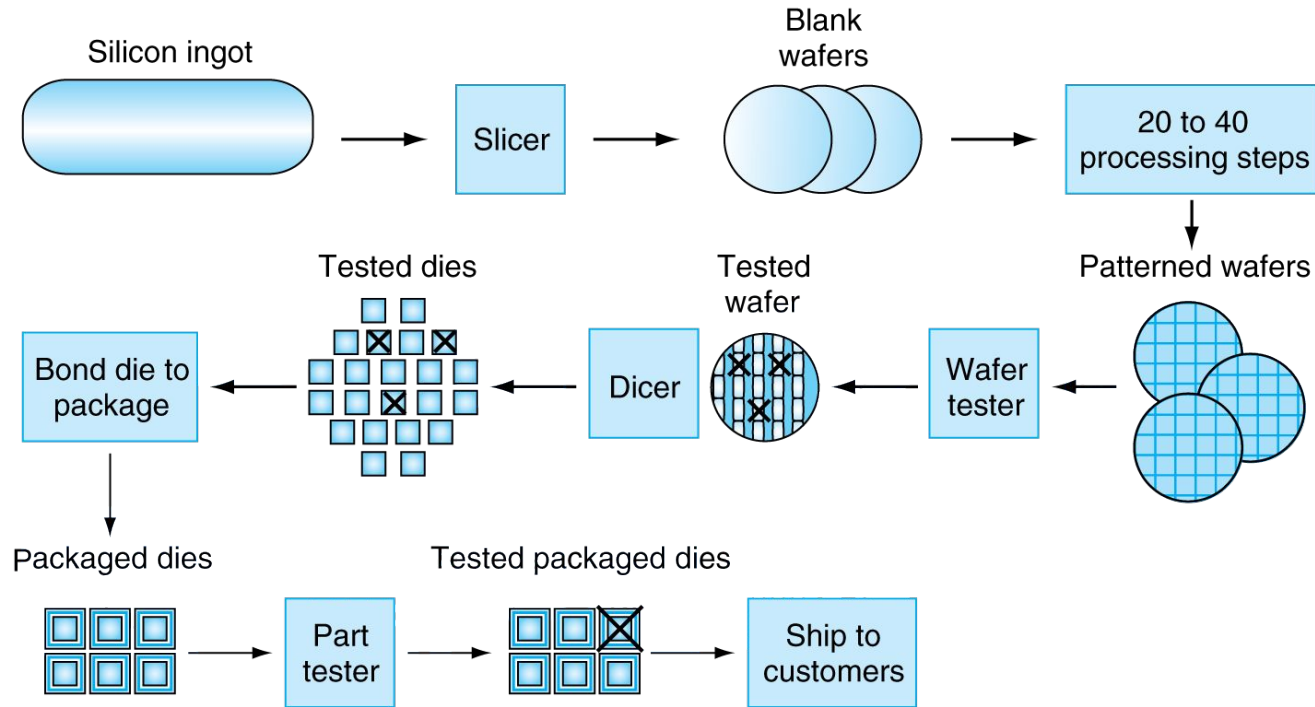 Silicon ingot
Slicer
Blank
wafers
20 to 40
processing steps
Patterned wafers
Wafer
tester
Tested
wafer
Dicer
Tested dies
Bond die to
package
Packaged dies
Part
tester
Tested packaged dies
Ship to
customers